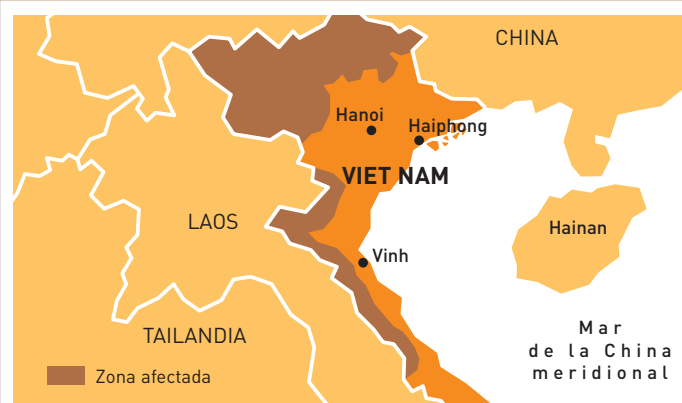 CHINA
Hanoi
Haiphong
VIET NAM
LAOS
Hainan
Vinh
TAILANDIA
Mar
de la China
meridional
Zona afectada